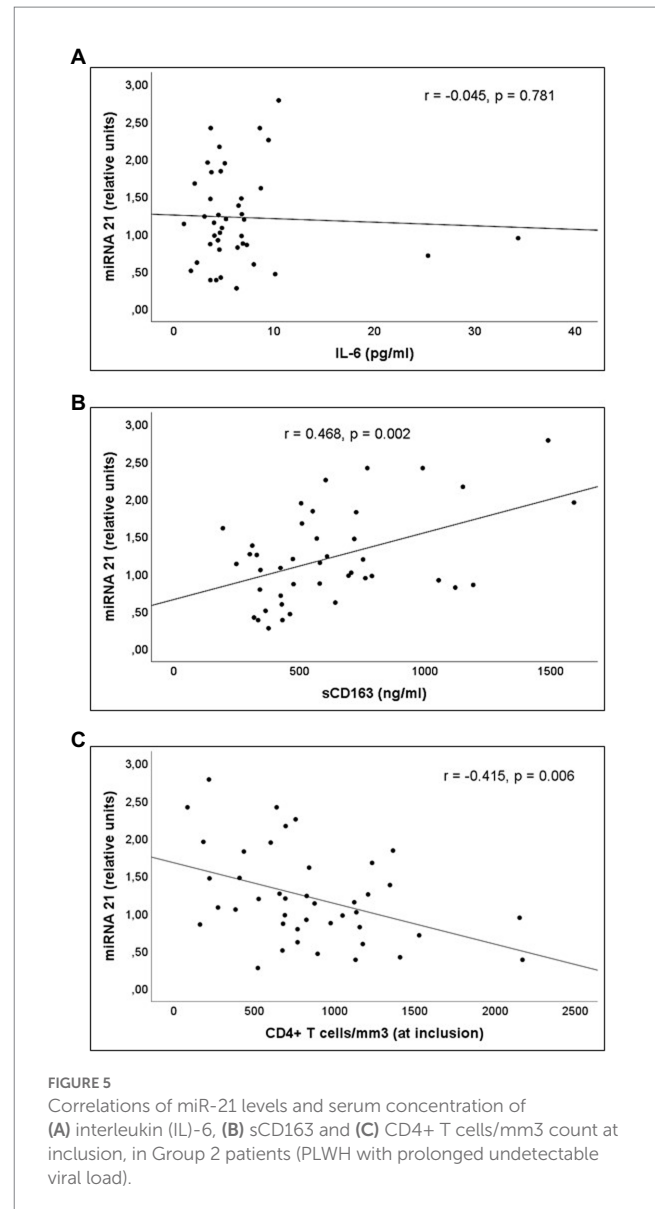 A
r = -0.045, p = 0.781
miRNA 21 (relative units)
3,00
2,50
2,00
1,50
1,00
,50
,00
0 10 20 30 40
IL-6 (pg/ml)
B
r = 0.468, p = 0.002
miRNA 21 (relative units)
3,00
2,50
2,00
1,50
1,00
,50
,00
0 500 1000 1500
sCD163 (ng/ml)
C
r = -0.415, p = 0.006
miRNA 21 (relative units)
3,00
2,50
2,00
1,50
1,00
,50
,00
0 500 1000 1500 2000 2500
CD4+ T cells/mm3 (at inclusion)
FIGURE 5
Correlations of miR-21 levels and serum concentration of
(A) interleukin (IL)-6, (B) sCD163 and (C) CD4+ T cells/mm3 count at
inclusion, in Group 2 patients (PLWH with prolonged undetectable
viral load).